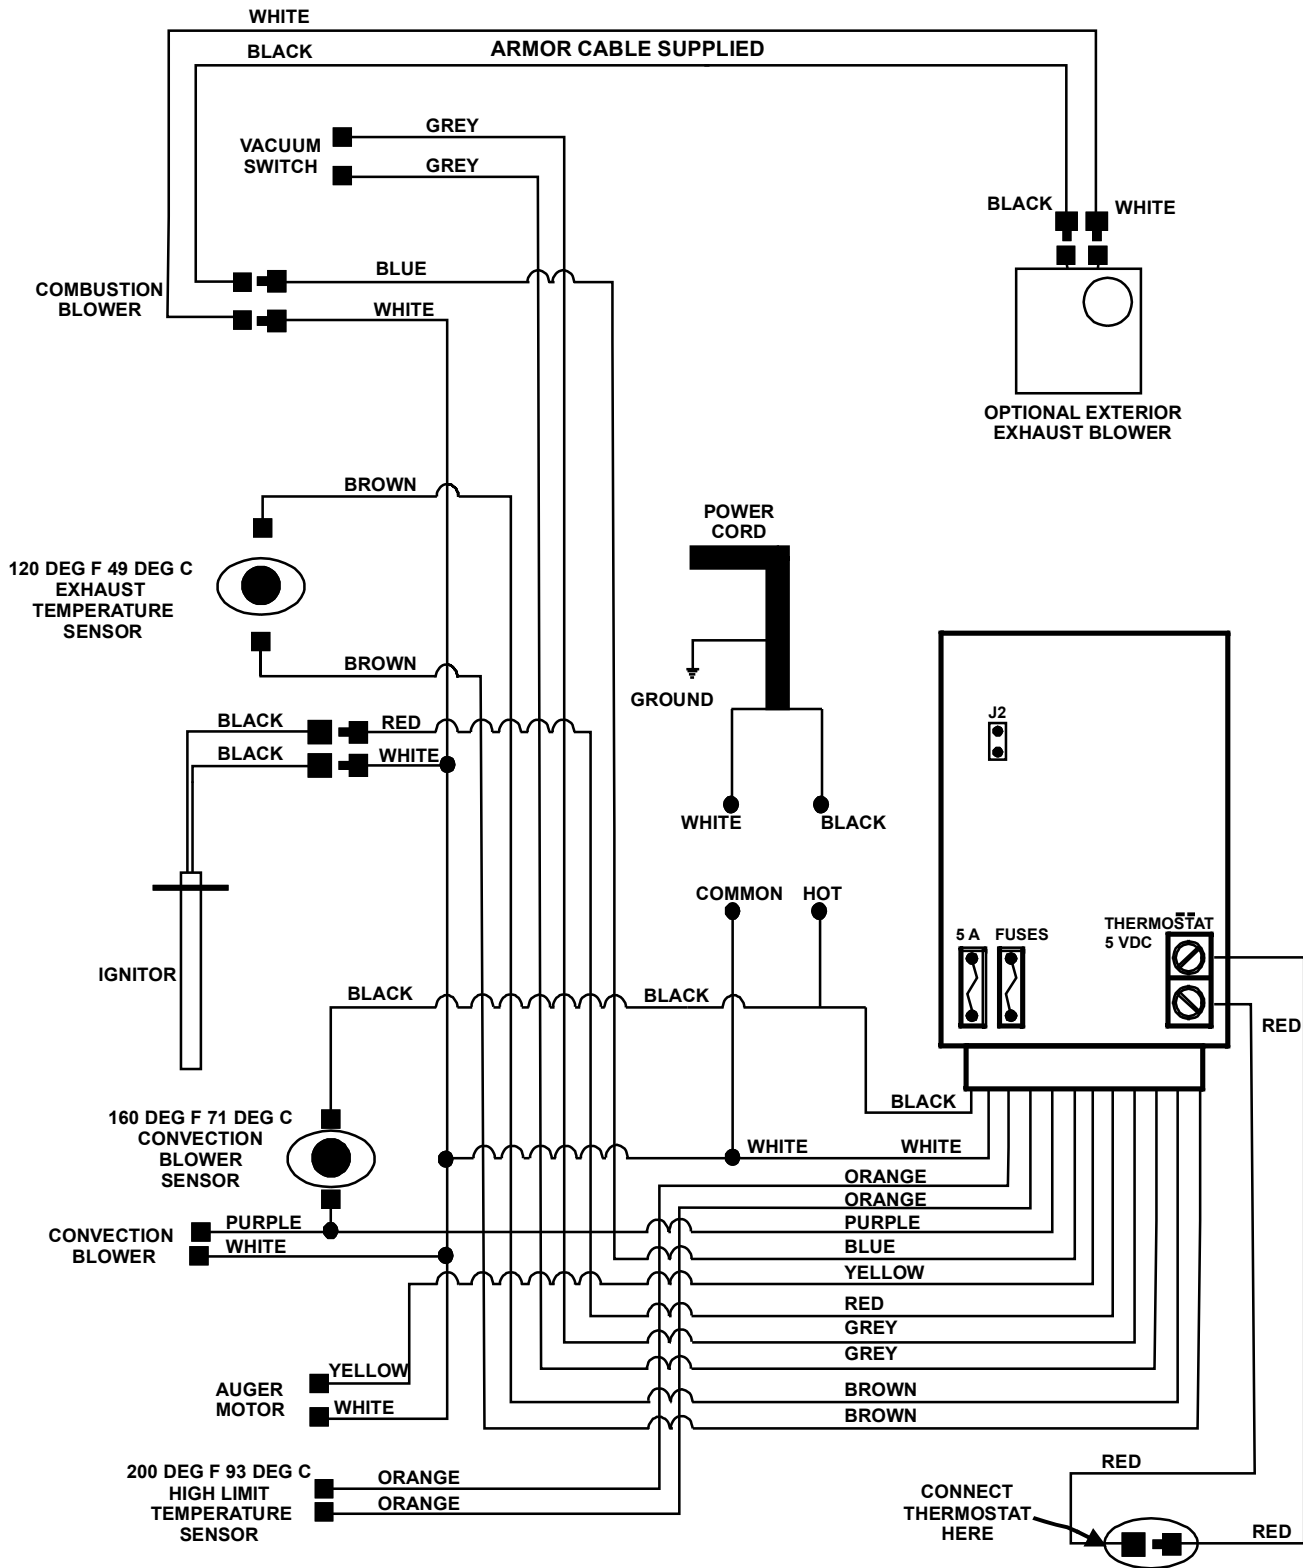 WHITE
BLACK
ARMOR CABLE SUPPLIED
GREY
VACUUM
SWITCH
GREY
BLACK
WHITE
BLUE
COMBUSTION
BLOWER
WHITE
OPTIONAL EXTERIOR
EXHAUST BLOWER
BROWN
POWER
CORD
120 DEG F 49 DEG C
EXHAUST
TEMPERATURE
SENSOR
BROWN
GROUND
BLACK
RED
BLACK
WHITE
J2
WHITE
BLACK
COMMON
HOT
5 A
FUSES
THERMOSTAT
5 VDC
IGNITOR
BLACK
BLACK
RED
BLACK
160 DEG F 71 DEG C
CONVECTION
BLOWER
SENSOR
WHITE
WHITE
ORANGE
ORANGE
PURPLE
PURPLE
CONVECTION
BLOWER
WHITE
BLUE
YELLOW
RED
GREY
GREY
YELLOW
AUGER
MOTOR
WHITE
BROWN
BROWN
200 DEG F 93 DEG C
HIGH LIMIT
TEMPERATURE
SENSOR
ORANGE
ORANGE
RED
CONNECT
THERMOSTAT
HERE
RED